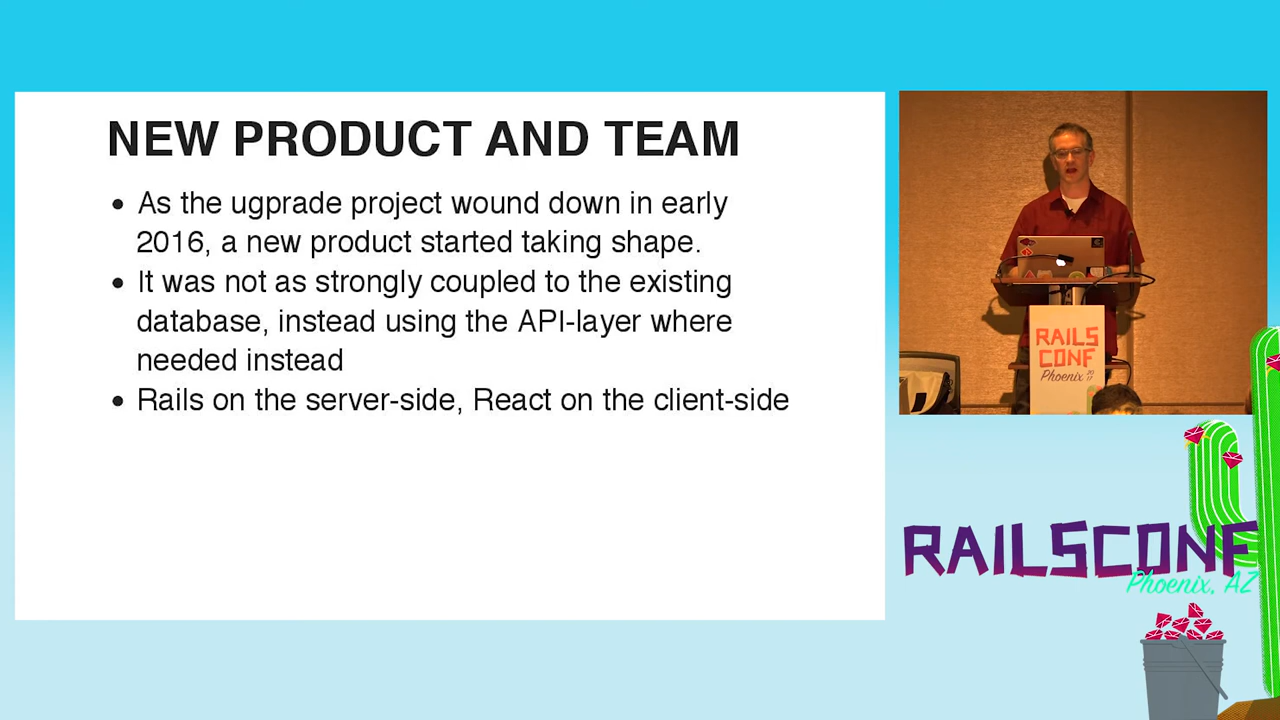 NEW PRODUCT AND TEAM
• As the ugprade project wound down in early
2016, a new product started taking shape.
• It was not as strongly coupled to the existing
database, instead using the API-layer where
needed instead
• Rails on the server-side, React on the client-side
RAILS
CONF
Phoenix 2017
RAILSCONF
Phoenix, AZ